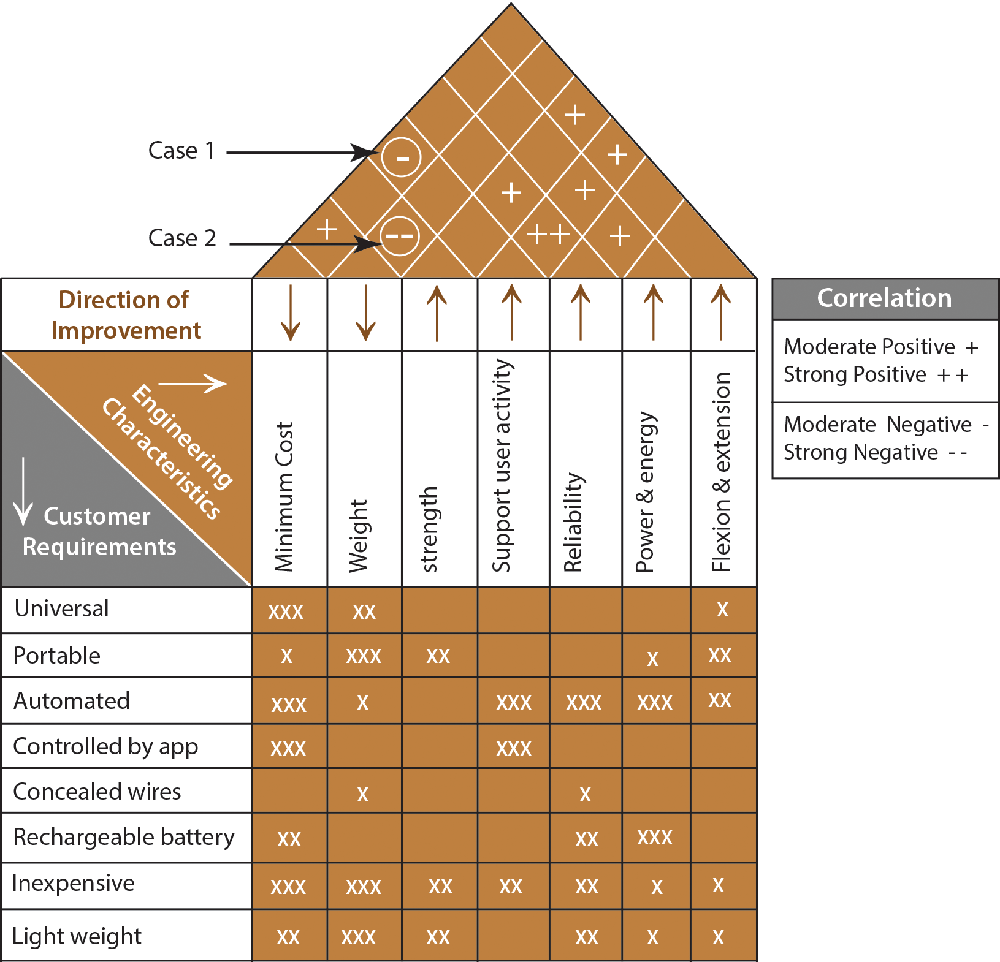 +
Case 1
-
+
+
+
Case 2
+
--
++
+
Direction of
Improvement
Correlation
Moderate Positive +
Strong Positive ++
Moderate Negative -
Strong Negative --
Engineering
Characteristics
Customer
Requirements
Minimum Cost
Weight
strength
Support user activity
Reliability
Power & energy
Flexion & extension
Universal XXX XX X
Portable X XXX XX X XX
Automated XXX X XXX XXX XXX XX
Controlled by app XXX XXX
Concealed wires X X
Rechargeable battery XX XX XXX
Inexpensive XXX XXX XX XX XX X X
Light weight XX XXX XX XX X X